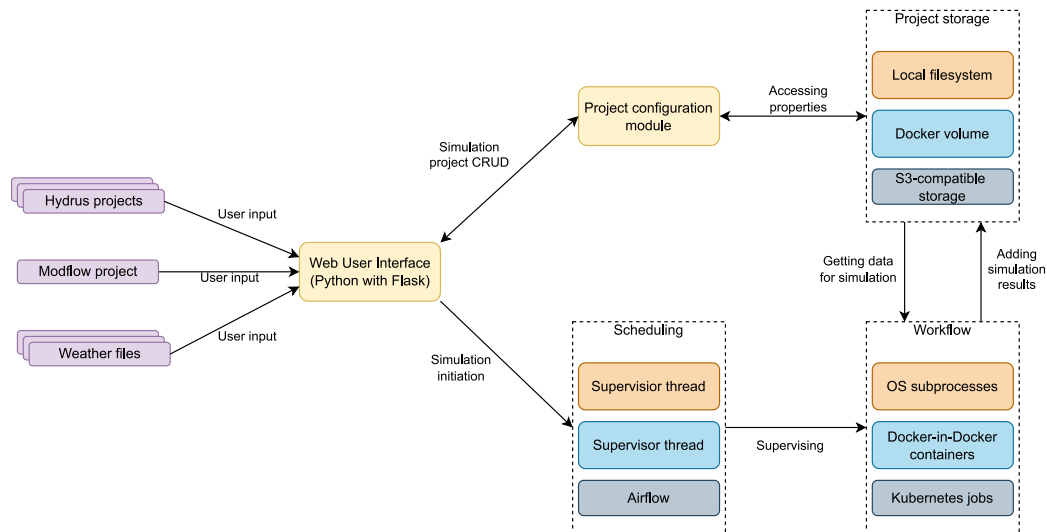 Project storage
Local filesystem
Docker volume
S3-compatible
storage
Accessing
properties
Project configuration
module
Simulation
project CRUD
Hydrus projects
User input
Modflow project
User input
Weather files
User input
Web User Interface
(Python with Flask)
Getting data
for simulation
Adding
simulation
results
Simulation
initiation
Scheduling
Supervisior thread
Supervisor thread
Airflow
Supervising
Workflow
OS subprocesses
Docker-in-Docker
containers
Kubernetes jobs